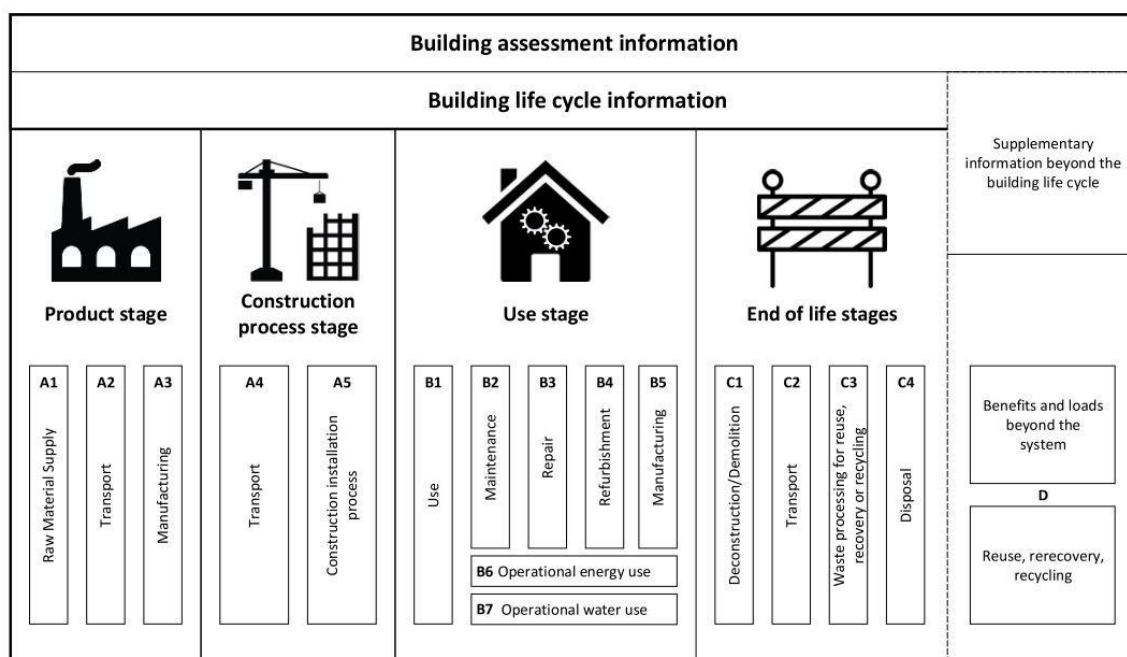 Building assessment information
Building life cycle information
Supplementary
information beyond the
building life cycle
Product stage
Construction
process stage
Use stage
End of life stages
A1
Raw Material Supply
A2
Transport
A3
Manufacturing
A4
Transport
A5
Construction installation
process
B1
Use
B2
Maintenance
B3
Repair
B4
Refurbishment
B5
Manufacturing
B6 Operational energy use
B7 Operational water use
C1
Deconstruction/Demolition
C2
Transport
C3
Waste processing for reuse,
recovery or recycling
C4
Disposal
Benefits and loads
beyond the
system
D
Reuse, rerecovery,
recycling